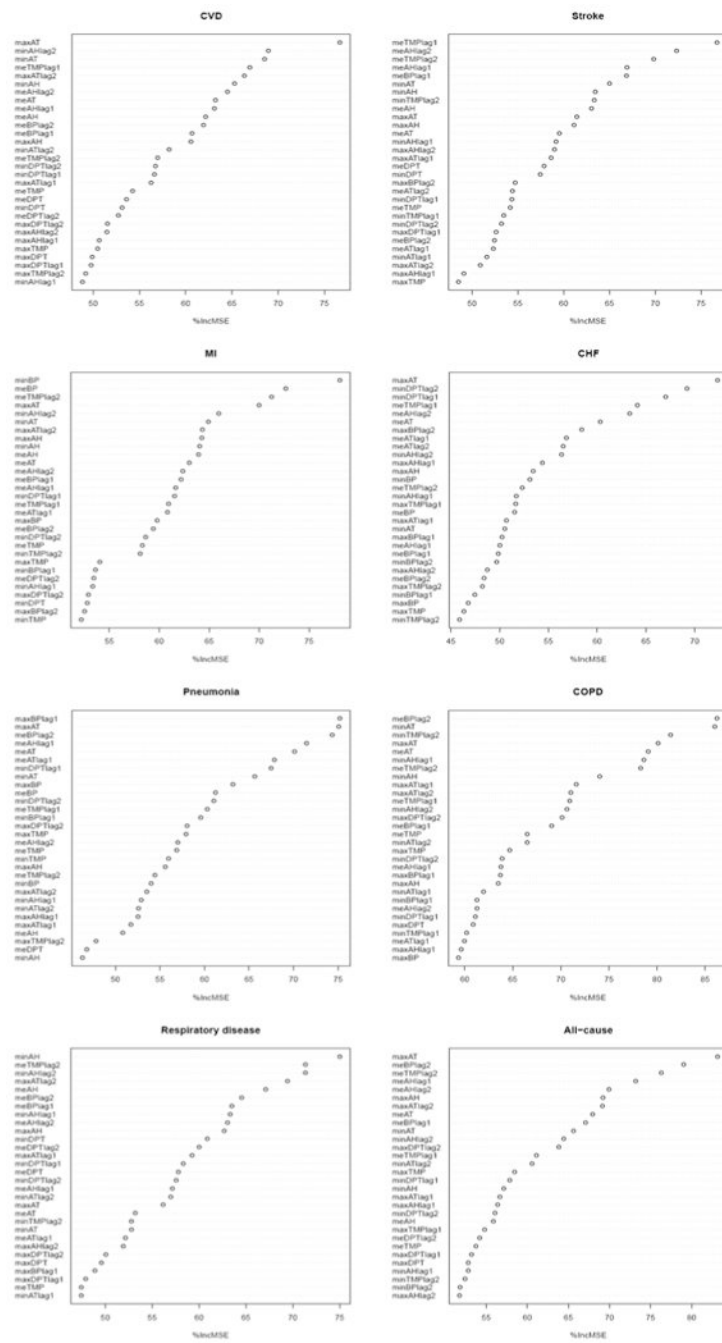 CVD
maxAT
minAHlag2
minAT
meTMPlag1
maxATlag2
minAH
meAHlag2
meAT
meAHlag1
meAH
meBPlag2
meBPlag1
maxAH
minATlag2
meTMPlag2
minDPTlag2
minDPTlag1
maxATlag1
meTMP
meDPT
minDPT
meDPTlag2
maxDPTlag2
maxAHlag2
maxAHlag1
maxTMP
maxDPT
maxDPTlag1
maxTMPlag2
minAHlag1
50 55 60 65 70 75
%IncMSE
Stroke
meTMPlag1
meAHlag2
meTMPlag2
meAHlag1
meBPlag1
minAT
minAH
minTMPlag2
meAH
maxAT
maxAH
meAT
minAHlag1
maxAHlag2
maxATlag1
meDPT
minDPT
maxBPlag2
meATlag2
minDPTlag1
meTMP
minTMPlag1
minDPTlag2
maxDPTlag1
meBPlag2
meATlag1
minATlag1
maxATlag2
maxAHlag1
maxTMP
50 55 60 65 70 75
%IncMSE
MI
minBP
meBP
meTMPlag2
maxAT
minAHlag2
minAT
maxATlag2
maxAH
minAH
meAH
meAT
meAHlag2
meBPlag1
meAHlag1
minDPTlag1
meTMPlag1
meATlag1
maxBP
meBPlag2
minDPTlag2
meTMP
minTMPlag2
maxTMP
minBPlag1
meDPTlag2
minAHlag1
maxDPTlag2
minDPT
maxBPlag2
minTMP
55 60 65 70 75
%IncMSE
CHF
maxAT
minDPTlag2
minDPTlag1
meTMPlag1
meAHlag2
meAT
maxBPlag2
meATlag1
meATlag2
minAHlag2
maxAHlag1
maxAH
minBP
meTMPlag2
minAHlag1
maxTMPlag1
meBP
maxATlag1
minAT
maxBPlag1
meAHlag1
meBPlag1
minBPlag2
maxAHlag2
meBPlag2
maxTMPlag2
minBPlag1
maxBP
maxTMP
minTMPlag2
45 50 55 60 65 70
%IncMSE
Pneumonia
maxBPlag1
maxAT
meBPlag2
meAHlag1
meAT
meATlag1
minDPTlag1
minAT
maxBP
meBP
minDPTlag2
meTMPlag1
minBPlag1
maxDPTlag2
maxTMP
meAHlag2
meTMP
minTMP
maxAH
meTMPlag2
minBP
maxATlag2
minAHlag1
minATlag2
maxAHlag1
maxATlag1
meAH
maxTMPlag2
meDPT
minAH
50 55 60 65 70 75
%IncMSE
COPD
meBPlag2
minAT
minTMPlag2
maxAT
meAT
minAHlag1
meTMPlag2
minAH
maxATlag1
maxATlag2
meTMPlag1
minAHlag2
maxDPTlag2
meBPlag1
meTMP
minATlag2
maxTMP
minDPTlag2
meAHlag1
maxBPlag1
maxAH
minATlag1
minBPlag1
meAHlag2
minDPTlag1
maxDPT
minTMPlag1
meATlag1
maxAHlag1
maxBP
60 65 70 75 80 85
%IncMSE
Respiratory disease
minAH
meTMPlag2
minAHlag2
maxATlag2
meAH
meBPlag2
meBPlag1
minAHlag1
meAHlag2
maxAH
minDPT
meDPTlag2
maxATlag1
minDPTlag1
meDPT
minDPTlag2
meAHlag1
minATlag2
maxAT
meAT
minTMPlag2
minAT
meATlag1
maxAHlag2
maxDPTlag2
maxDPT
maxBPlag1
maxDPTlag1
meTMP
minATlag1
50 55 60 65 70 75
%IncMSE
All−cause
maxAT
meBPlag2
meTMPlag2
meAHlag1
meAHlag2
maxAH
maxATlag2
meAT
meBPlag1
minAT
minAHlag2
maxDPTlag2
meTMPlag1
minATlag2
maxTMP
minDPTlag1
minAH
maxATlag1
maxAHlag1
minDPTlag2
meAH
maxTMPlag1
meDPTlag2
meTMP
maxDPTlag1
maxDPT
minAHlag1
minTMPlag2
minBPlag2
maxAHlag2
55 60 65 70 75 80
%IncMSE